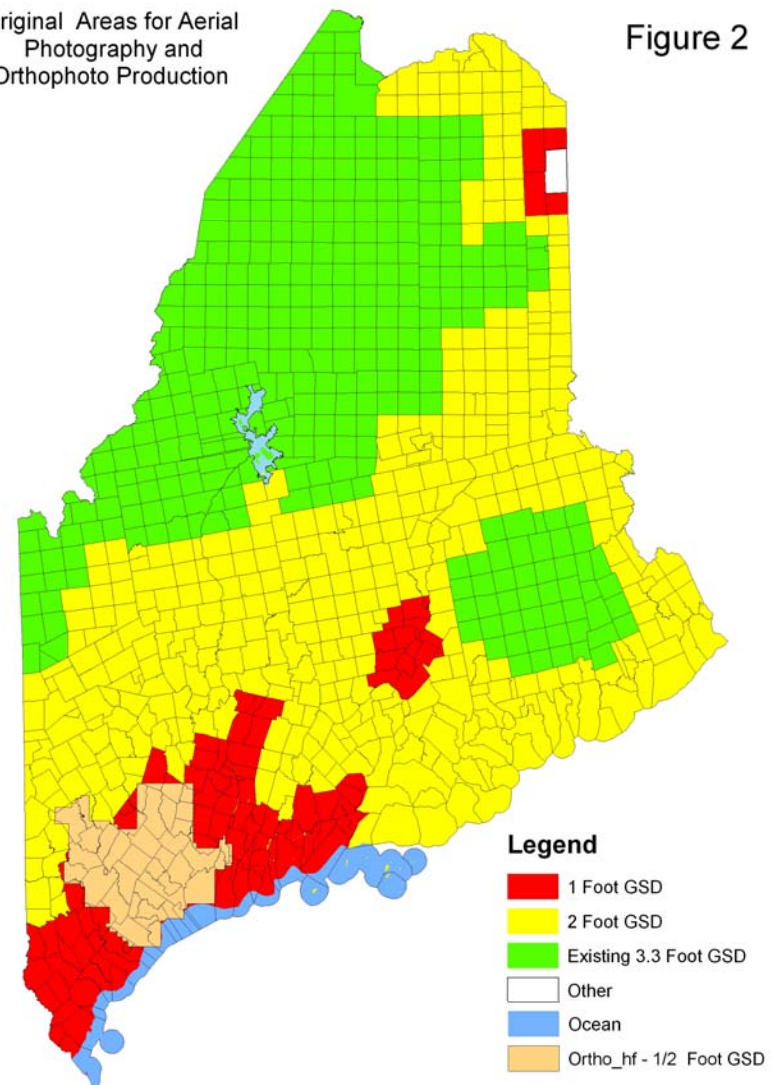 riginal Areas for Aerial
Photography and
Orthophoto Production
Figure 2
Legend
1 Foot GSD
2 Foot GSD
Existing 3.3 Foot GSD
Other
Ocean
Ortho_hf - 1/2 Foot GSD